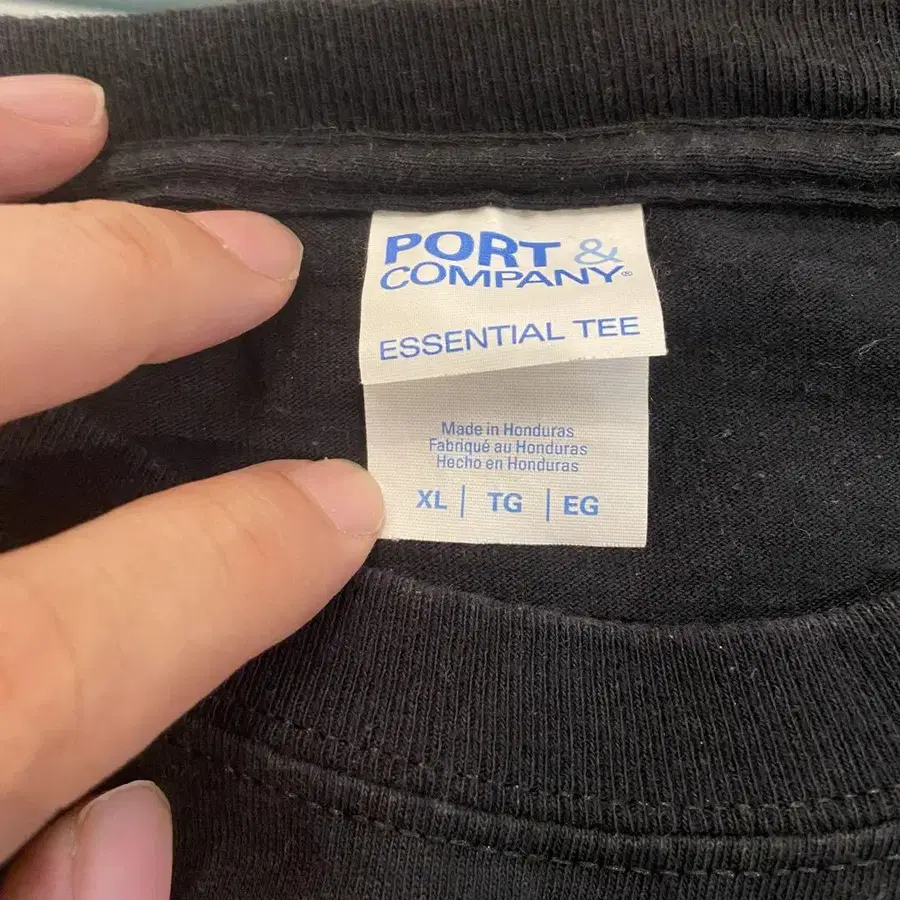 PORT &
COMPANY®
ESSENTIAL TEE
Made in Honduras
Fabriqué au Honduras
Hecho en Honduras
XL | TG | EG